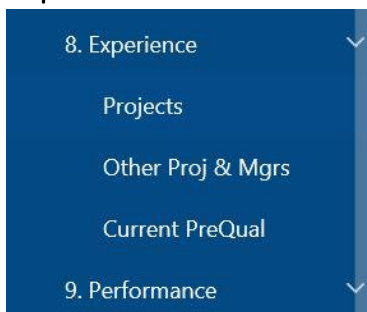 8. Experience
Projects
Other Proj & Mgrs
Current PreQual
9. Performance